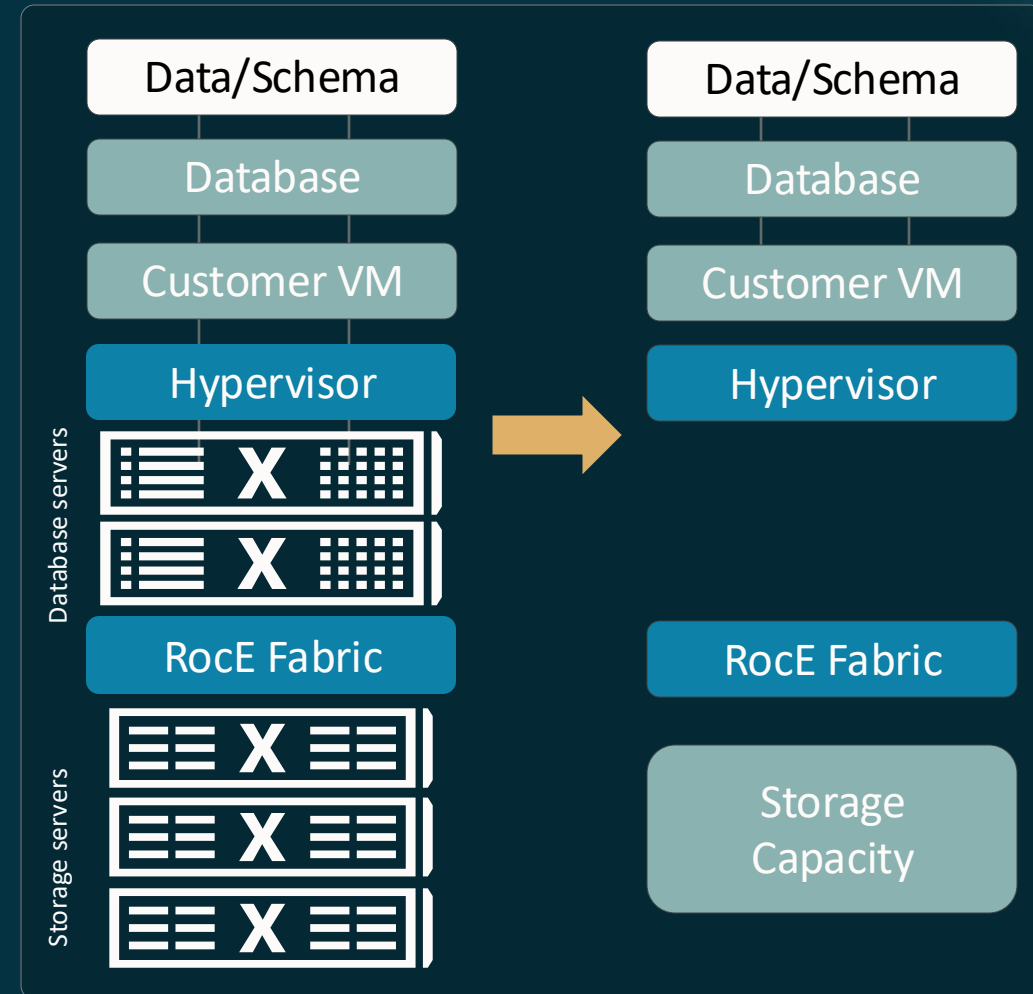 Data/Schema
Database
Customer VM
Hypervisor
Database servers
X
X
RocE Fabric
Storage servers
X
X
X
Data/Schema
Database
Customer VM
Hypervisor
RocE Fabric
Storage
Capacity